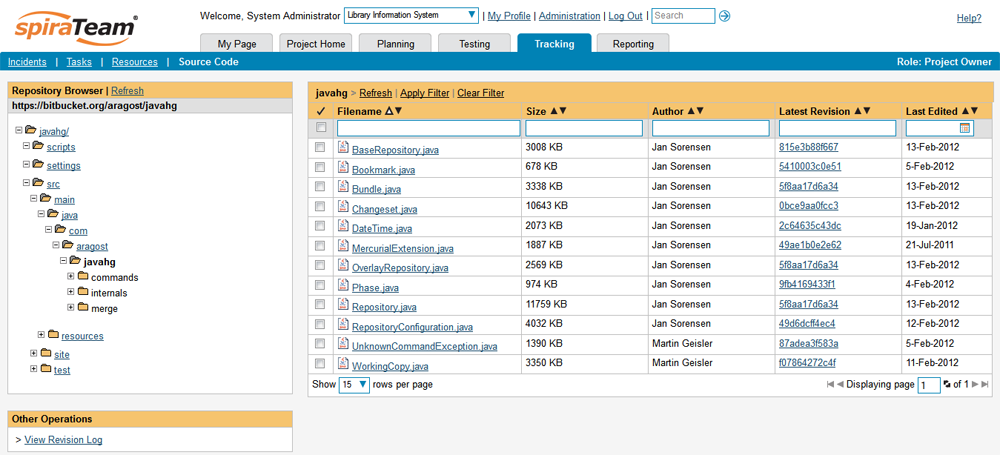 spiraTeam®
Welcome, System Administrator Library Information System | My Profile | Administration | Log Out | Search
Help?
My Page Project Home Planning Testing Tracking Reporting
Incidents | Tasks | Resources | Source Code Role: Project Owner
Repository Browser | Refresh
https://bitbucket.org/aragost/javahg
javahg/
scripts
settings
src
main
java
com
aragost
javahg
commands
internals
merge
resources
site
test
Other Operations
> View Revision Log
javahg > Refresh | Apply Filter | Clear Filter
Filename Size Author Latest Revision Last Edited
BaseRepository.java 3008 KB Jan Sorensen 815e3b88f667 13-Feb-2012
Bookmark.java 678 KB Jan Sorensen 5410003c0e51 5-Feb-2012
Bundle.java 3338 KB Jan Sorensen 5f8aa17d6a34 13-Feb-2012
Changeset.java 10643 KB Jan Sorensen 0bce9aa0fcc3 13-Feb-2012
DateTime.java 2073 KB Jan Sorensen 2c64635c43dc 19-Jan-2012
MercurialExtension.java 1887 KB Jan Sorensen 49ae1b0e2e62 21-Jul-2011
OverlayRepository.java 2569 KB Jan Sorensen 5f8aa17d6a34 13-Feb-2012
Phase.java 974 KB Jan Sorensen 9fb4169433f1 4-Feb-2012
Repository.java 11759 KB Jan Sorensen 5f8aa17d6a34 13-Feb-2012
RepositoryConfiguration.java 4032 KB Jan Sorensen 49d6dcff4ec4 12-Feb-2012
UnknownCommandException.java 1390 KB Martin Geisler 87adea3f583a 5-Feb-2012
WorkingCopy.java 3350 KB Martin Geisler f07864272c4f 11-Feb-2012
Show 15 rows per page Displaying page 1 of 1